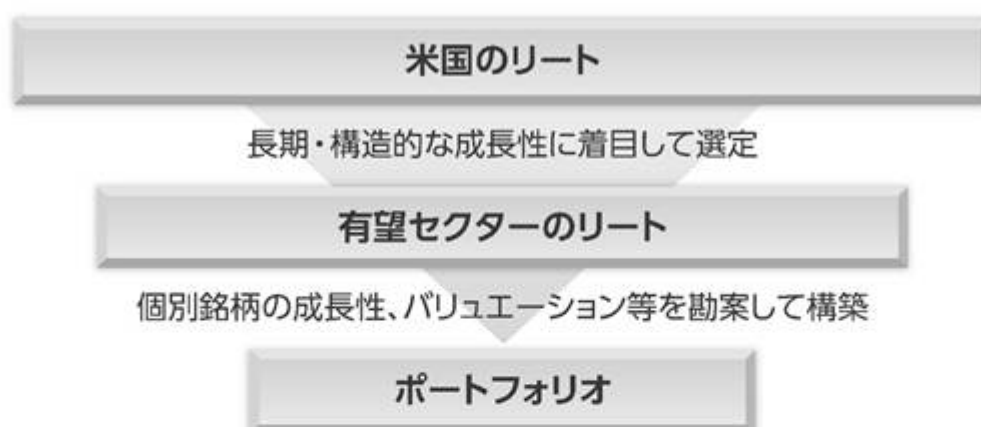 米国のリート
長期・構造的な成長性に着目して選定
有望セクターのリート
個別銘柄の成長性、バリュエーション等を勘案して構築
ポートフォリオ